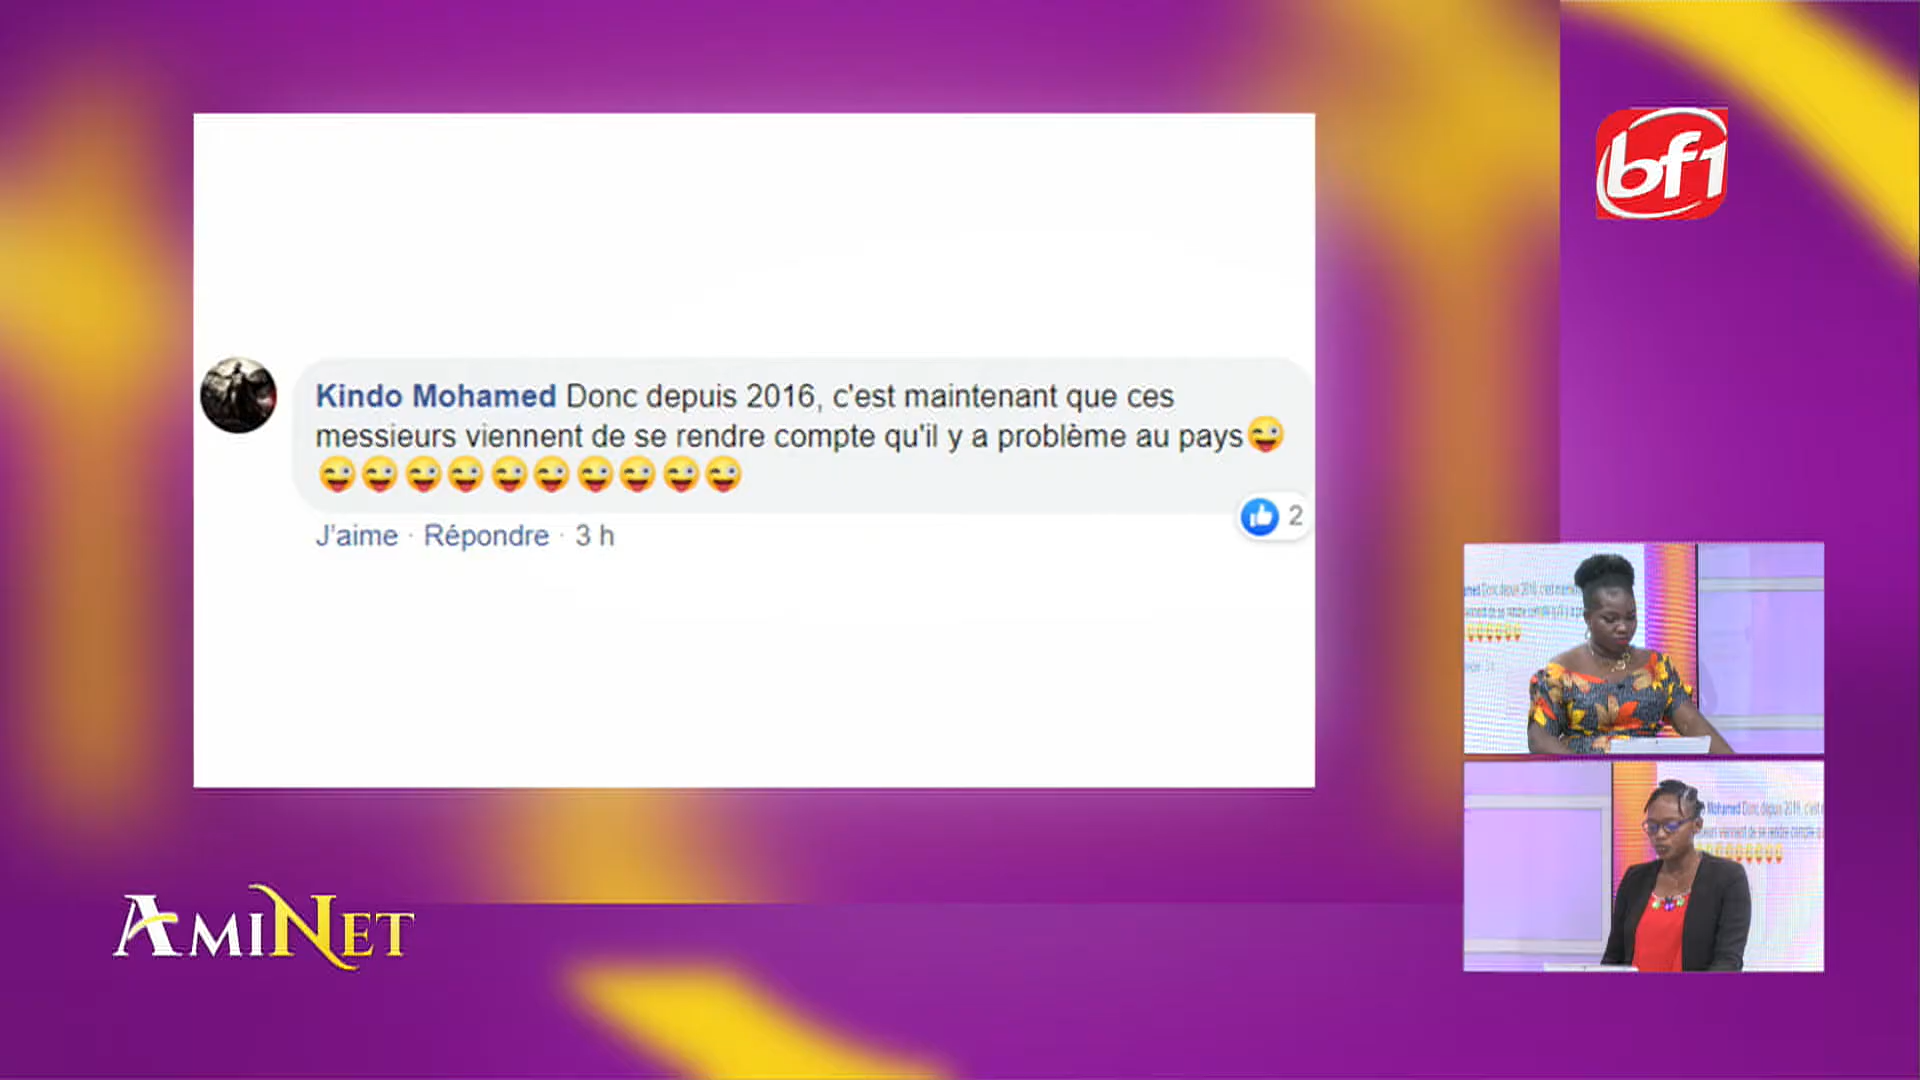 bf1
Kindo Mohamed Donc depuis 2016, c'est maintenant que ces
messieurs viennent de se rendre compte qu'il y a problème au pays😜
😜😜😜😜😜😜😜😜😜😜
2
J'aime · Répondre · 3 h
AMINET